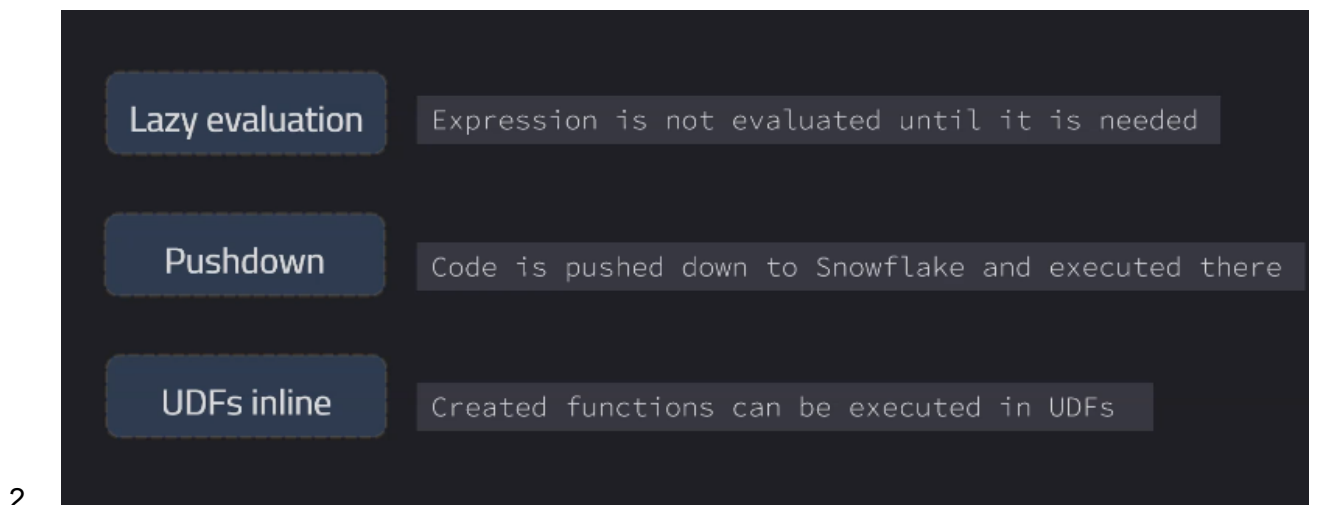 Lazy evaluation
Expression is not evaluated until it is needed
Pushdown
Code is pushed down to Snowflake and executed there
UDFs inline
Created functions can be executed in UDFs
2